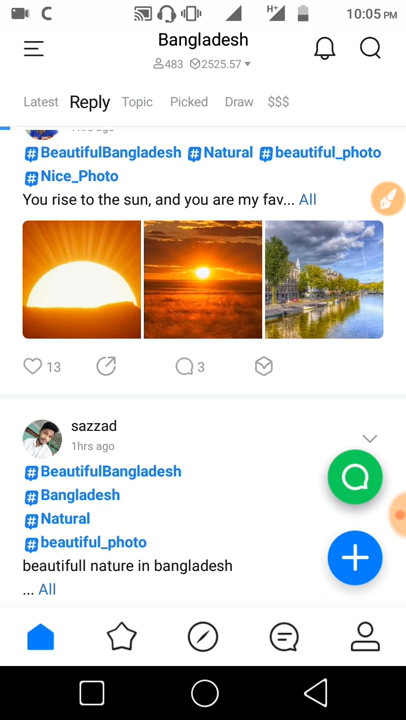 H+ 10:05 PM
Bangladesh
483 2525.57
Latest Reply Topic Picked Draw $$$
1hrs ago
#BeautifulBangladesh #Natural #beautiful_photo
#Nice_Photo
You rise to the sun, and you are my fav... All
13 3
sazzad
1hrs ago
#BeautifulBangladesh
#Bangladesh
#Natural
#beautiful_photo
beautifull nature in bangladesh
... All